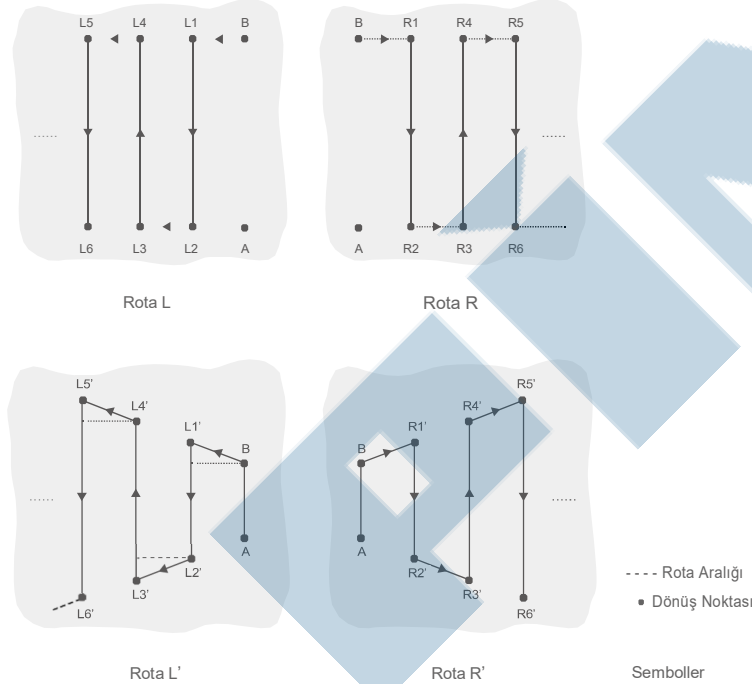 L5 L4 L1 B
......
L6 L3 L2 A
Rota L
B R1 R4 R5
......
A R2 R3 R6
Rota R
L5'
L4'
L1'
B
......
A
L2'
L3'
L6'
Rota L'
R5'
R4'
R1'
B
......
A
R2'
R3'
R6'
Rota R'
---- Rota Aralığı
Dönüş Noktası
Semboller